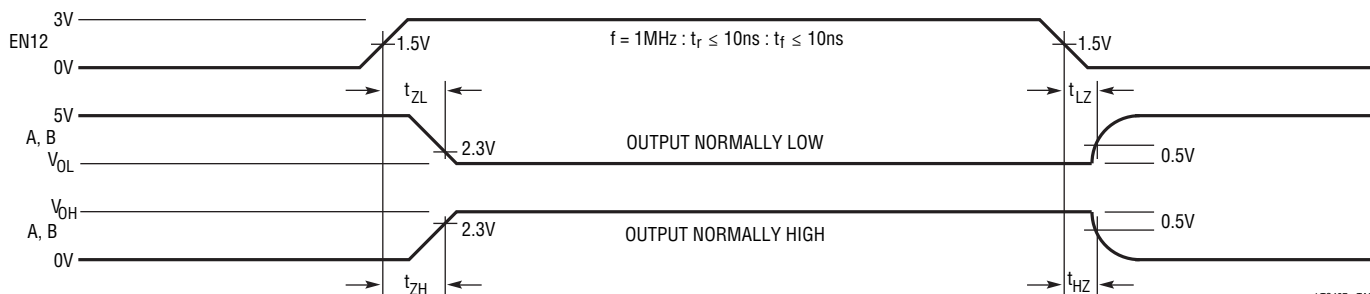 3V
EN12
1.5V
f = 1MHz : tr ≤ 10ns : tf ≤ 10ns
1.5V
0V
tZL
tLZ
5V
A, B
2.3V
OUTPUT NORMALLY LOW
0.5V
VOL
VOH
A, B
2.3V
OUTPUT NORMALLY HIGH
0.5V
0V
tZH
tHZ